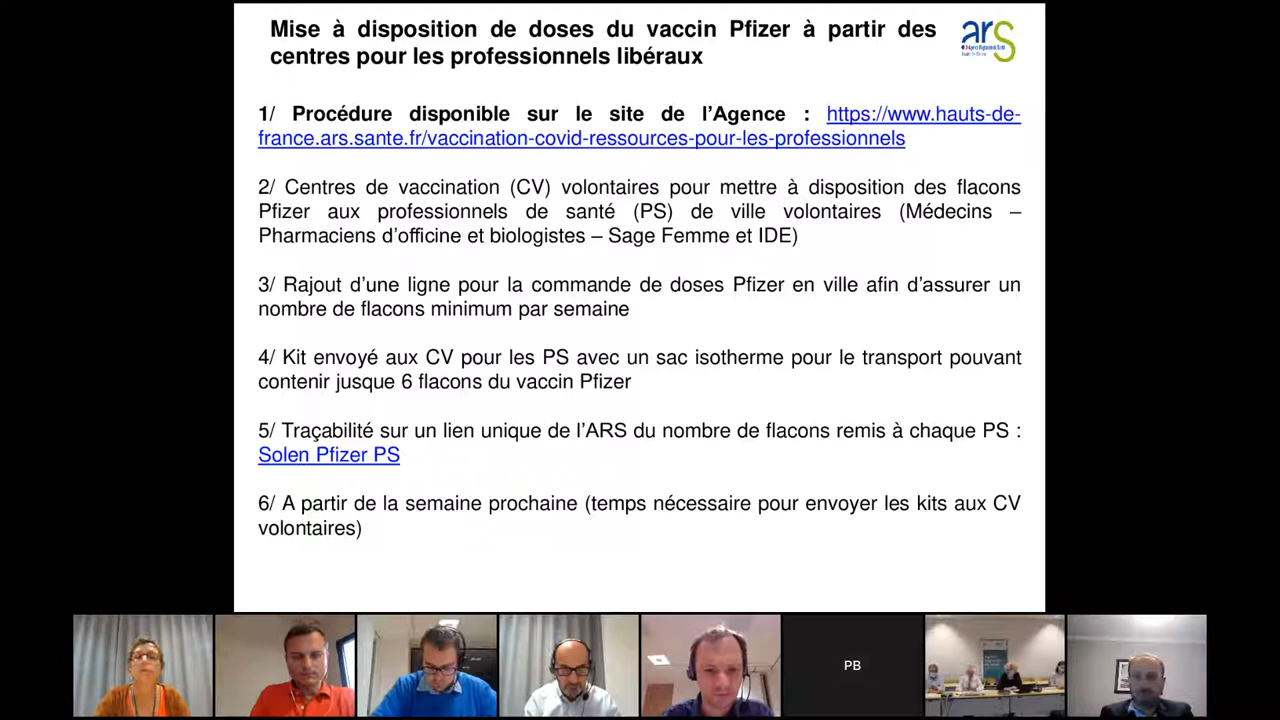 Mise à disposition de doses du vaccin Pfizer à partir des
centres pour les professionnels libéraux
ars
1/ Procédure disponible sur le site de l'Agence : https://www.hauts-de-
france.ars.sante.fr/vaccination-covid-ressources-pour-les-professionnels
2/ Centres de vaccination (CV) volontaires pour mettre à disposition des flacons
Pfizer aux professionnels de santé (PS) de ville volontaires (Médecins –
Pharmaciens d'officine et biologistes – Sage Femme et IDE)
3/ Rajout d'une ligne pour la commande de doses Pfizer en ville afin d'assurer un
nombre de flacons minimum par semaine
4/ Kit envoyé aux CV pour les PS avec un sac isotherme pour le transport pouvant
contenir jusque 6 flacons du vaccin Pfizer
5/ Traçabilité sur un lien unique de l'ARS du nombre de flacons remis à chaque PS :
Solen Pfizer PS
6/ A partir de la semaine prochaine (temps nécessaire pour envoyer les kits aux CV
volontaires)
PB